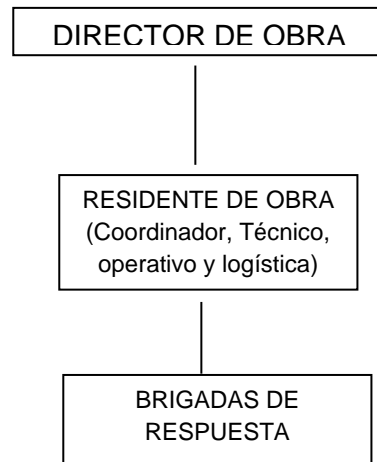 DIRECTOR DE OBRA
RESIDENTE DE OBRA
(Coordinador, Técnico,
operativo y logística)
BRIGADAS DE
RESPUESTA